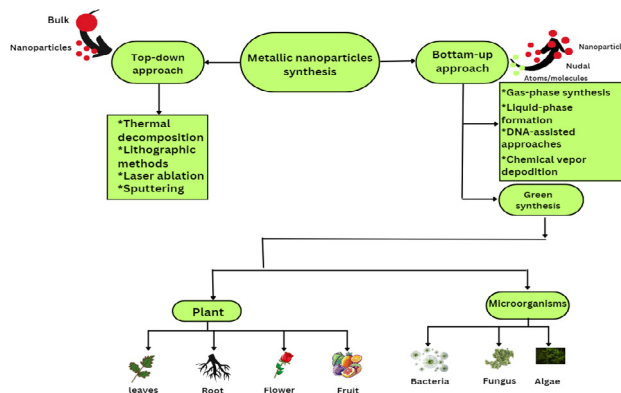 Bulk
Nanoparticles
Top-down
approach
Metallic nanoparticles
synthesis
Bottam-up
approach
Nanoparticl
Nudal
Atoms/molecules
*Thermal
decomposition
*Lithographic
methods
*Laser ablation
*Sputtering
*Gas-phase synthesis
*Liquid-phase
formation
*DNA-assisted
approaches
*Chemical vepor
depodition
Green
synthesis
Plant
Microorganisms
leaves
Root
Flower
Fruit
Bacteria
Fungus
Algae